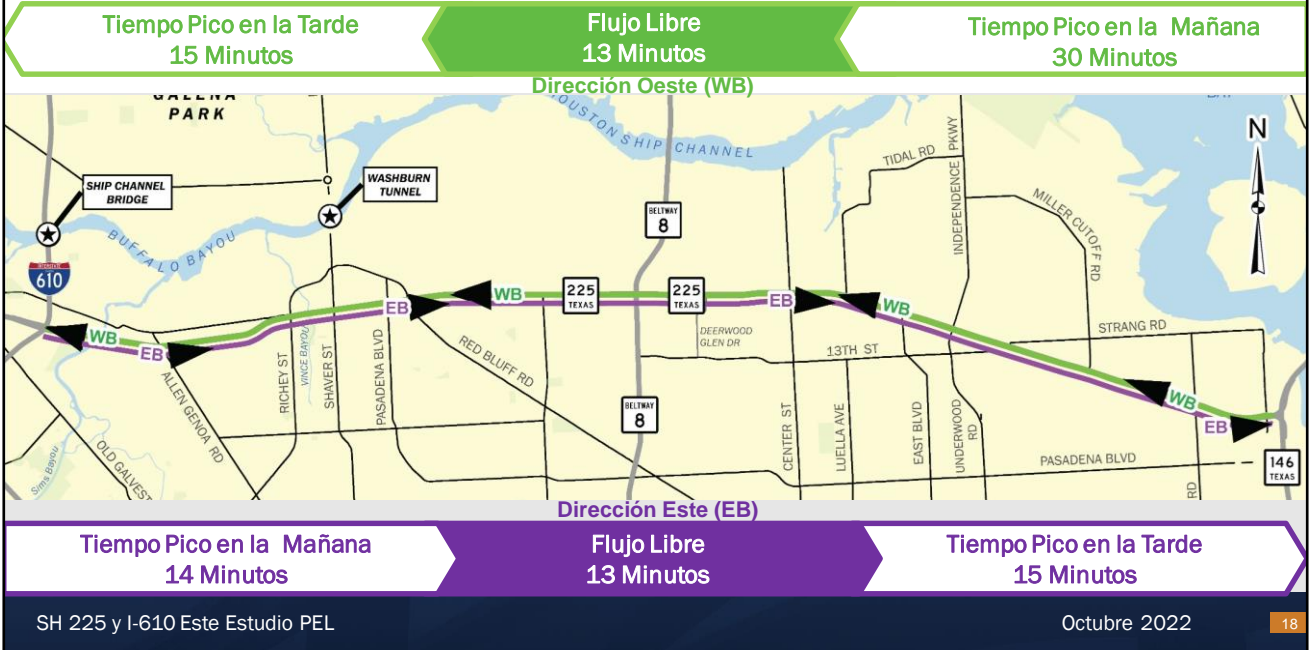 Tiempo Pico en la Tarde
15 Minutos
Flujo Libre
13 Minutos
Tiempo Pico en la Mañana
30 Minutos
Dirección Oeste (WB)
GALENA
PARK
HOUSTON SHIP CHANNEL
BAY
N
TIDAL RD
INDEPENDENCE PKWY
MILLER CUTOFF RD
SHIP CHANNEL
BRIDGE
WASHBURN
TUNNEL
BELTWAY
8
BUFFALO BAYOU
INTERSTATE
610
WB
225
TEXAS
225
TEXAS
EB
EB
WB
WB
EB
STRANG RD
DEERWOOD
GLEN DR
13TH ST
RED BLUFF RD
RICHEY ST
VINCE BAYOU
SHAVER ST
PASADENA BLVD
ALLEN GENOA RD
WB
EB
BELTWAY
8
CENTER ST
LUELLA AVE
EAST BLVD
UNDERWOOD
RD
OLD GALVEST
Sims Bayou
PASADENA BLVD
RD
146
TEXAS
Dirección Este (EB)
Tiempo Pico en la Mañana
14 Minutos
Flujo Libre
13 Minutos
Tiempo Pico en la Tarde
15 Minutos
SH 225 y I-610 Este Estudio PEL
Octubre 2022
18